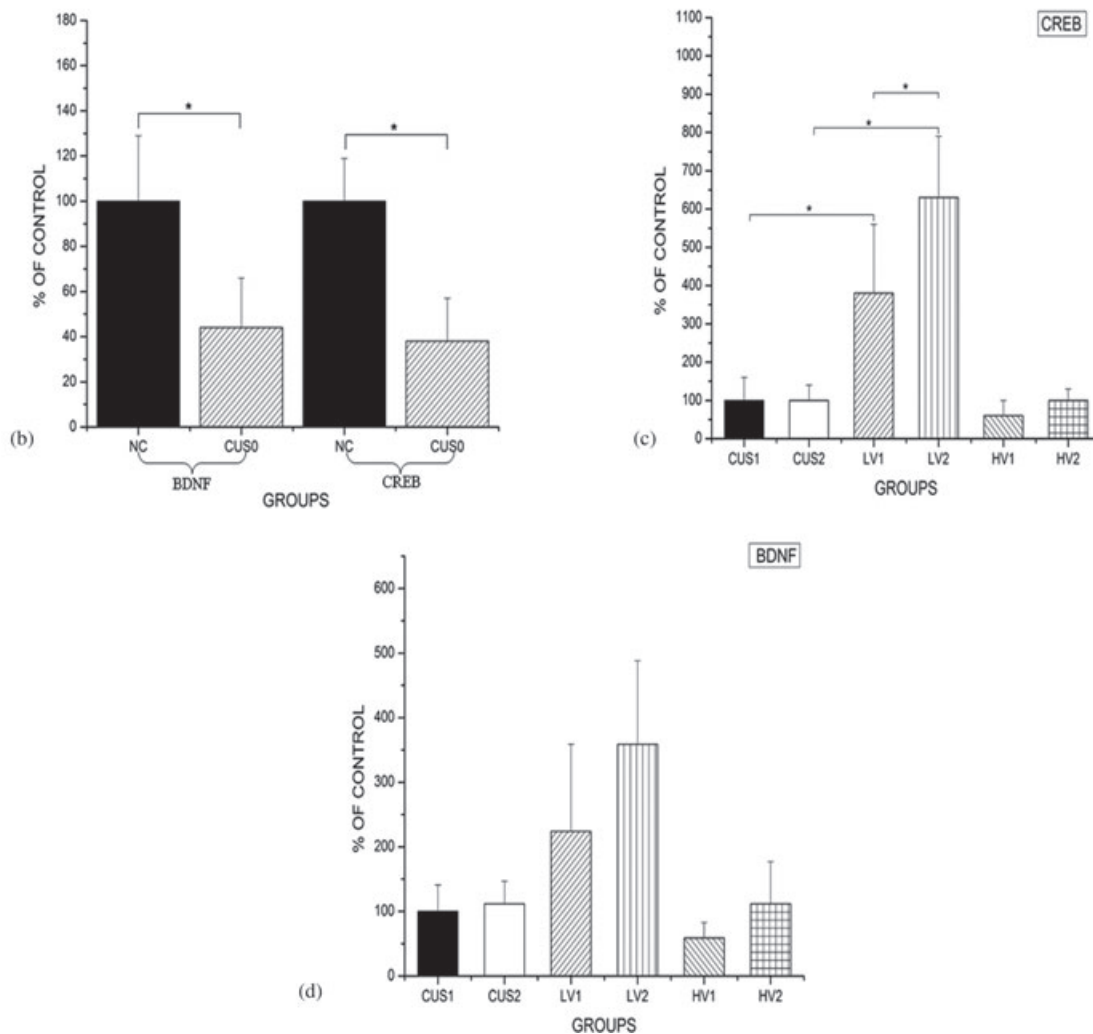 180
160
140
120
100
80
60
40
20
0
% OF CONTROL
*
*
NC
CUS0
NC
CUS0
BDNF
CREB
GROUPS
(b)
CREB
1100
1000
900
800
700
600
500
400
300
200
100
0
% OF CONTROL
*
*
*
CUS1
CUS2
LV1
LV2
HV1
HV2
GROUPS
(c)
BDNF
600
500
400
300
200
100
0
% OF CONTROL
CUS1
CUS2
LV1
LV2
HV1
HV2
GROUPS
(d)